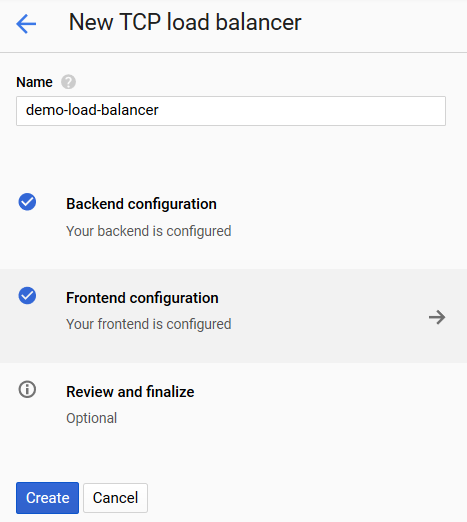 New TCP load balancer
Name
demo-load-balancer
Backend configuration
Your backend is configured
Frontend configuration
Your frontend is configured
Review and finalize
Optional
Create Cancel